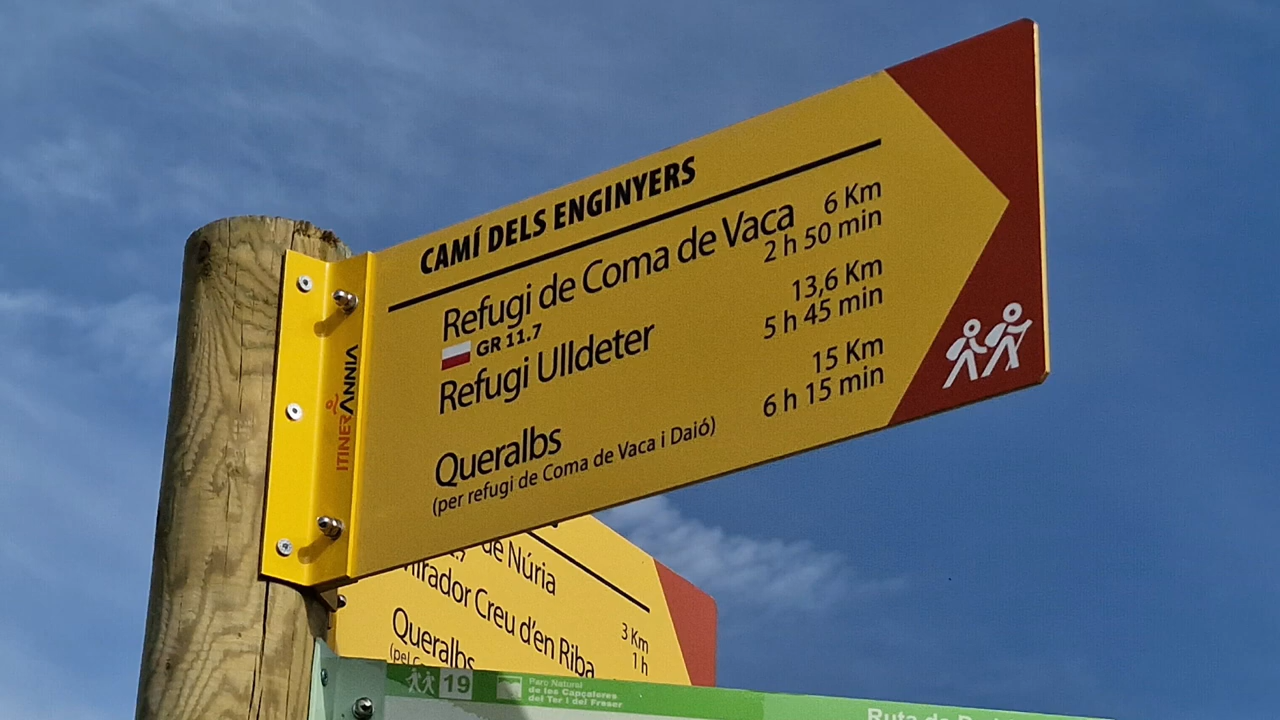 CAMÍ DELS ENGINYERS
Refugi de Coma de Vaca 6 Km
2 h 50 min
GR 11.7
Refugi Ulldeter 13,6 Km
5 h 45 min
Queralbs 15 Km
6 h 15 min
(per refugi de Coma de Vaca i Daió)
ITINERÀNNIA
de Núria
Mirador Creu d'en Riba 3 Km
1 h
Queralbs
19
Parc Natural
de les Capçaleres
del Ter i del Freser
Ruta de